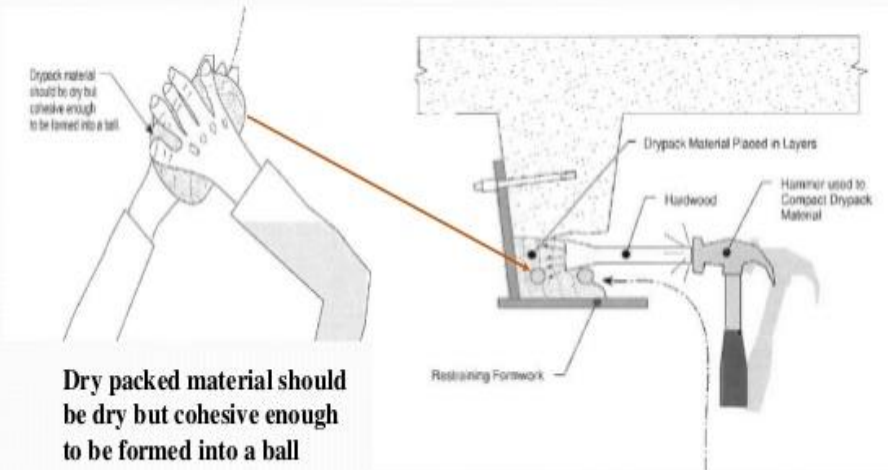 Drypack material
should be dry but
cohesive enough
to be formed into a ball.
Drypack Material Placed in Layers
Hardwood
Hammer used to
Compact Drypack
Material
Restraining Formwork
Dry packed material should
be dry but cohesive enough
to be formed into a ball